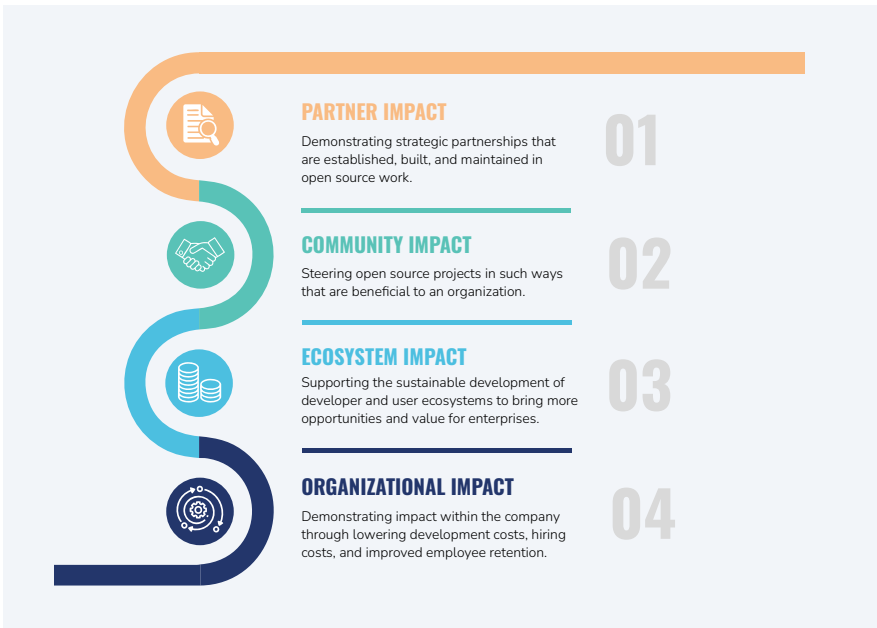 PARTNER IMPACT
Demonstrating strategic partnerships that
are established, built, and maintained in
open source work.
01
COMMUNITY IMPACT
Steering open source projects in such ways
that are beneficial to an organization.
02
ECOSYSTEM IMPACT
Supporting the sustainable development of
developer and user ecosystems to bring more
opportunities and value for enterprises.
03
ORGANIZATIONAL IMPACT
Demonstrating impact within the company
through lowering development costs, hiring
costs, and improved employee retention.
04